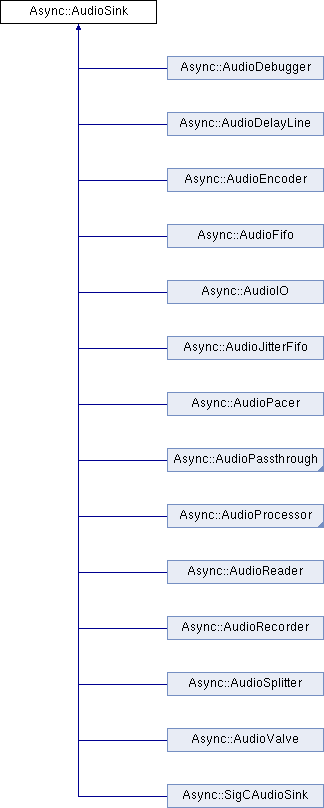 Async::AudioSink
Async::AudioDebugger
Async::AudioDelayLine
Async::AudioEncoder
Async::AudioFifo
Async::AudioIO
Async::AudioJitterFifo
Async::AudioPacer
Async::AudioPassthrough
Async::AudioProcessor
Async::AudioReader
Async::AudioRecorder
Async::AudioSplitter
Async::AudioValve
Async::SigCAudioSink